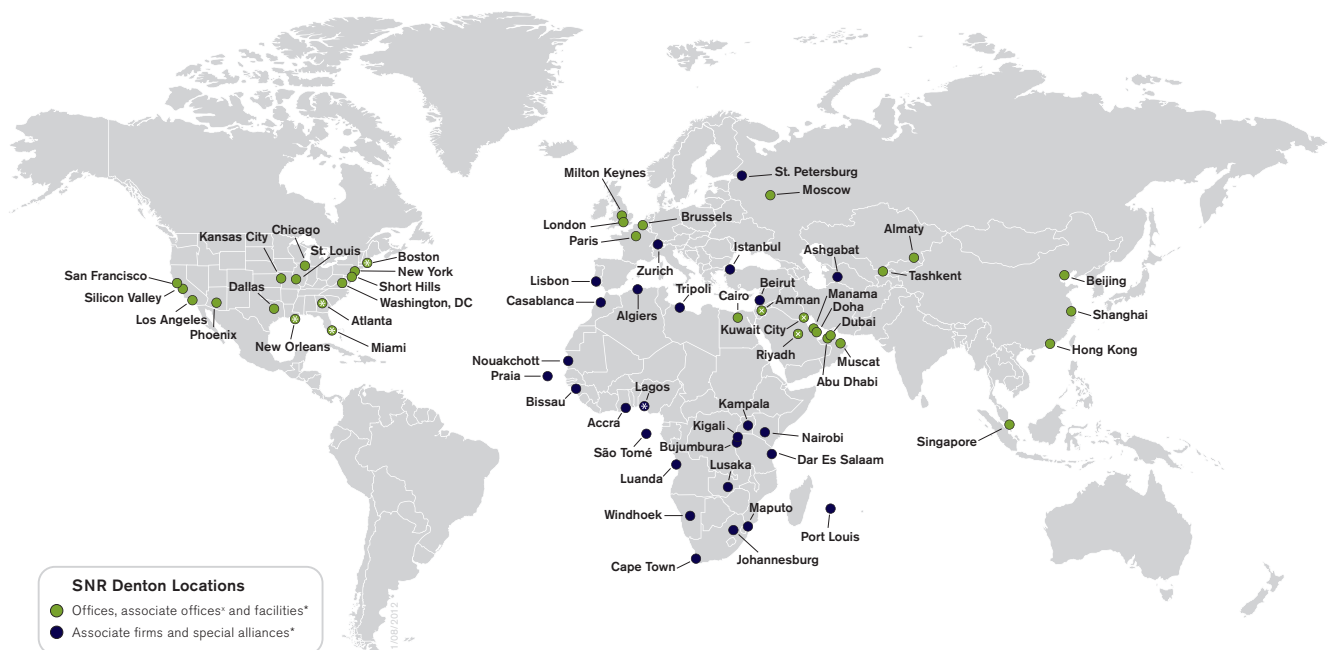 Milton Keynes
St. Petersburg
Moscow
London
Brussels
Paris
Almaty
Kansas City
Chicago
St. Louis
Boston
New York
Short Hills
Washington, DC
San Francisco
Silicon Valley
Dallas
Los Angeles
Phoenix
Atlanta
New Orleans
Miami
Zurich
Istanbul
Ashgabat
Tashkent
Beijing
Lisbon
Tripoli
Beirut
Casablanca
Algiers
Cairo
Amman
Manama
Doha
Kuwait City
Dubai
Shanghai
Riyadh
Muscat
Abu Dhabi
Hong Kong
Nouakchott
Praia
Bissau
Lagos
Accra
Kampala
Kigali
Nairobi
São Tomé
Bujumbura
Dar Es Salaam
Singapore
Luanda
Lusaka
Windhoek
Maputo
Port Louis
Cape Town
Johannesburg
SNR Denton Locations
Offices, associate officesˣ and facilities*
Associate firms and special alliances*
1/08/2012 *